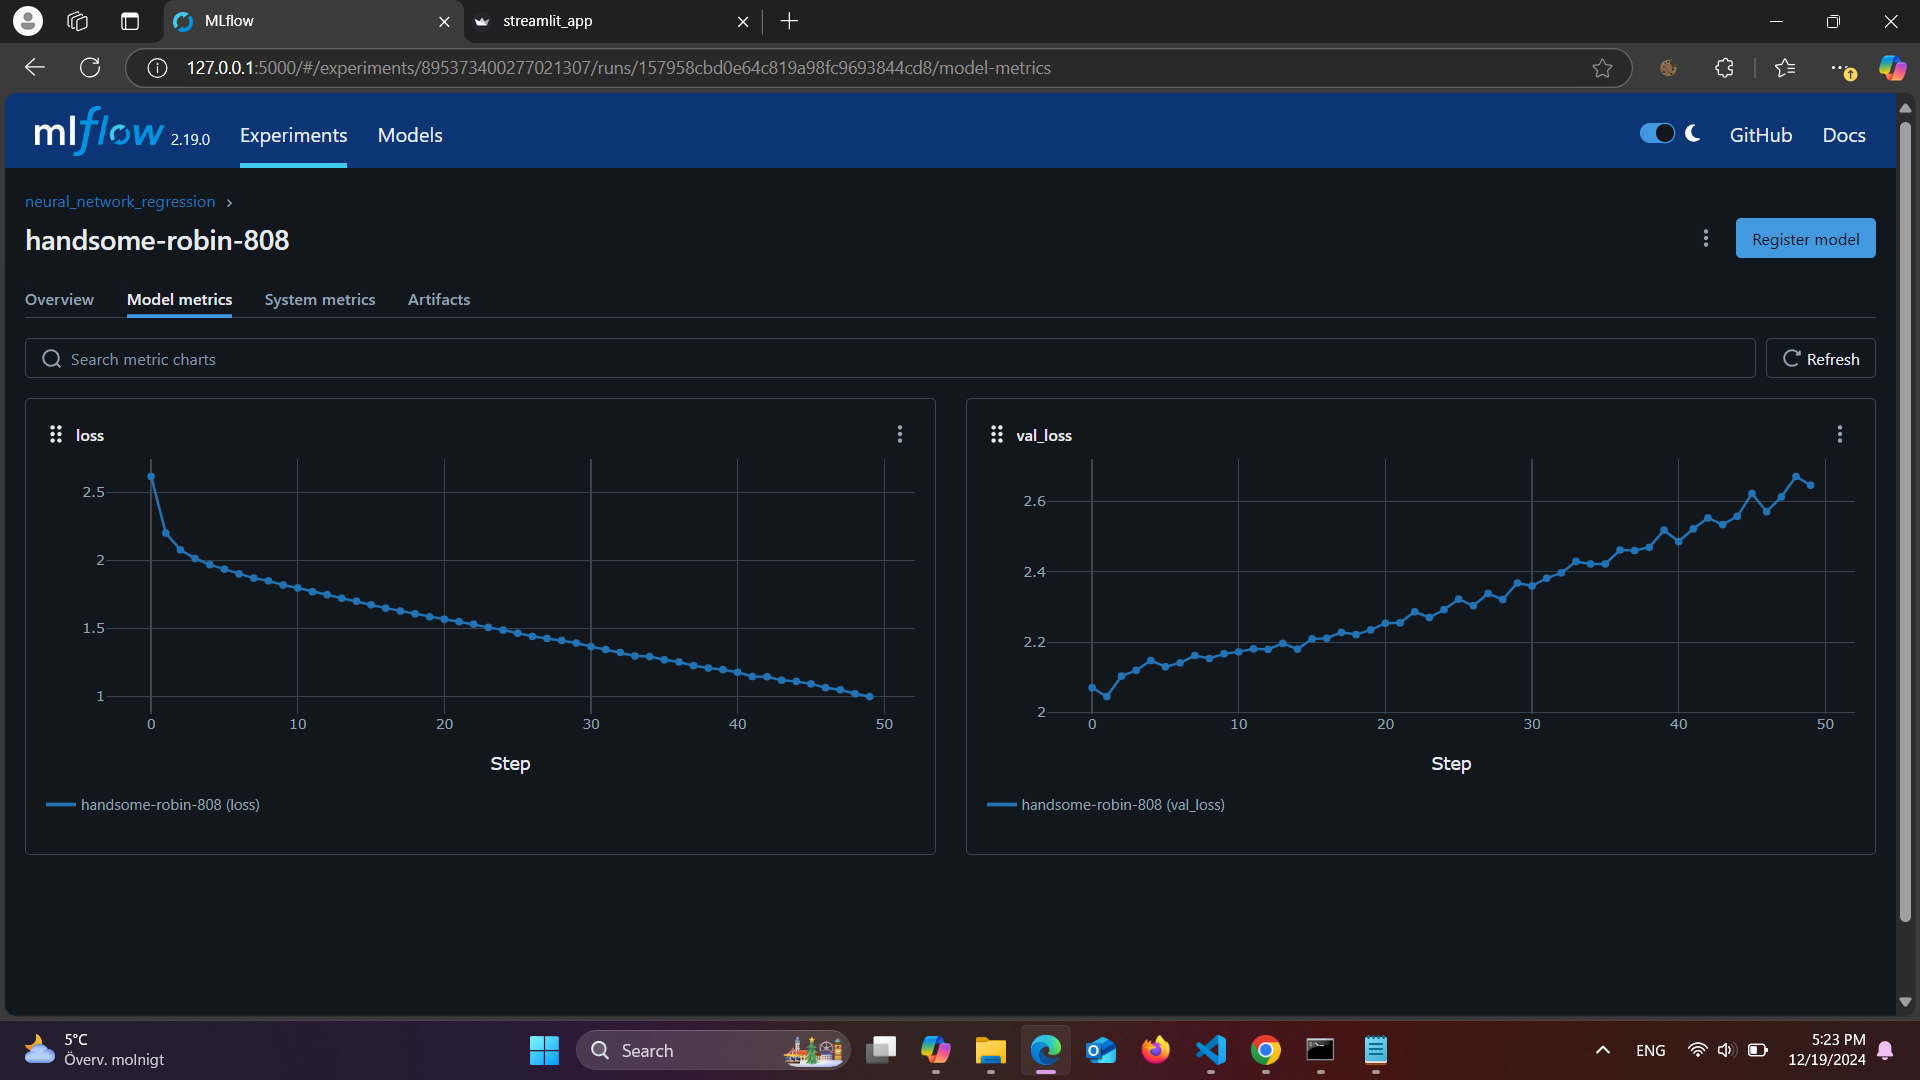 MLflow
streamlit_app
127.0.0.1:5000/#/experiments/895373400277021307/runs/157958cbd0e64c819a98fc9693844cd8/model-metrics
mlflow 2.19.0 Experiments Models GitHub Docs
neural_network_regression
handsome-robin-808
Register model
Overview Model metrics System metrics Artifacts
Search metric charts
Refresh
loss
2.5
2
1.5
1
0 10 20 30 40 50
Step
handsome-robin-808 (loss)
val_loss
2.6
2.4
2.2
2
0 10 20 30 40 50
Step
handsome-robin-808 (val_loss)
5°C
Överv. molnigt
Search
ENG
5:23 PM
12/19/2024